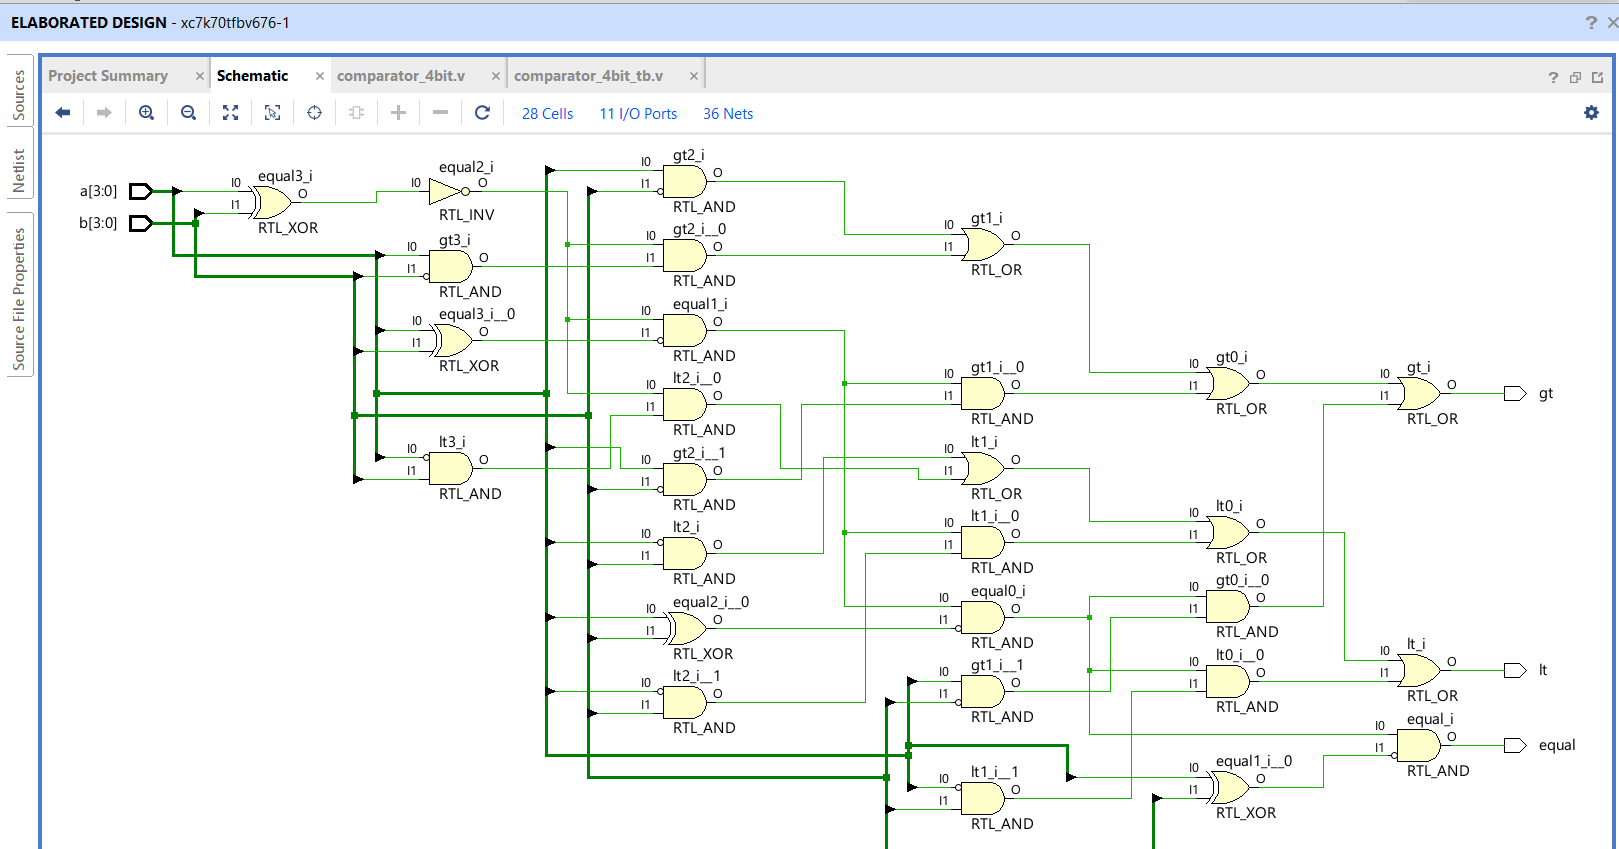 ELABORATED DESIGN - xc7k70tfbv676-1
?
Sources
Netlist
Source File Properties
Project Summary
Schematic
comparator_4bit.v
comparator_4bit_tb.v
?
28 Cells
11 I/O Ports
36 Nets
a[3:0]
b[3:0]
equal3_i
I0
I1
O
RTL_XOR
equal2_i
I0
O
RTL_INV
gt3_i
I0
I1
O
RTL_AND
equal3_i__0
I0
I1
O
RTL_XOR
lt3_i
I0
I1
O
RTL_AND
gt2_i
I0
I1
O
RTL_AND
gt2_i__0
I0
I1
O
RTL_AND
equal1_i
I0
I1
O
RTL_AND
lt2_i__0
I0
I1
O
RTL_AND
gt2_i__1
I0
I1
O
RTL_AND
lt2_i
I0
I1
O
RTL_AND
equal2_i__0
I0
I1
O
RTL_XOR
lt2_i__1
I0
I1
O
RTL_AND
gt1_i
I0
I1
O
RTL_OR
gt1_i__0
I0
I1
O
RTL_AND
lt1_i
I0
I1
O
RTL_OR
lt1_i__0
I0
I1
O
RTL_AND
equal0_i
I0
I1
O
RTL_AND
gt1_i__1
I0
I1
O
RTL_AND
lt1_i__1
I0
I1
O
RTL_AND
gt0_i
I0
I1
O
RTL_OR
lt0_i
I0
I1
O
RTL_OR
gt0_i__0
I0
I1
O
RTL_AND
lt0_i__0
I0
I1
O
RTL_AND
equal1_i__0
I0
I1
O
RTL_XOR
gt_i
I0
I1
O
RTL_OR
gt
lt_i
I0
I1
O
RTL_OR
lt
equal_i
I0
I1
O
RTL_AND
equal